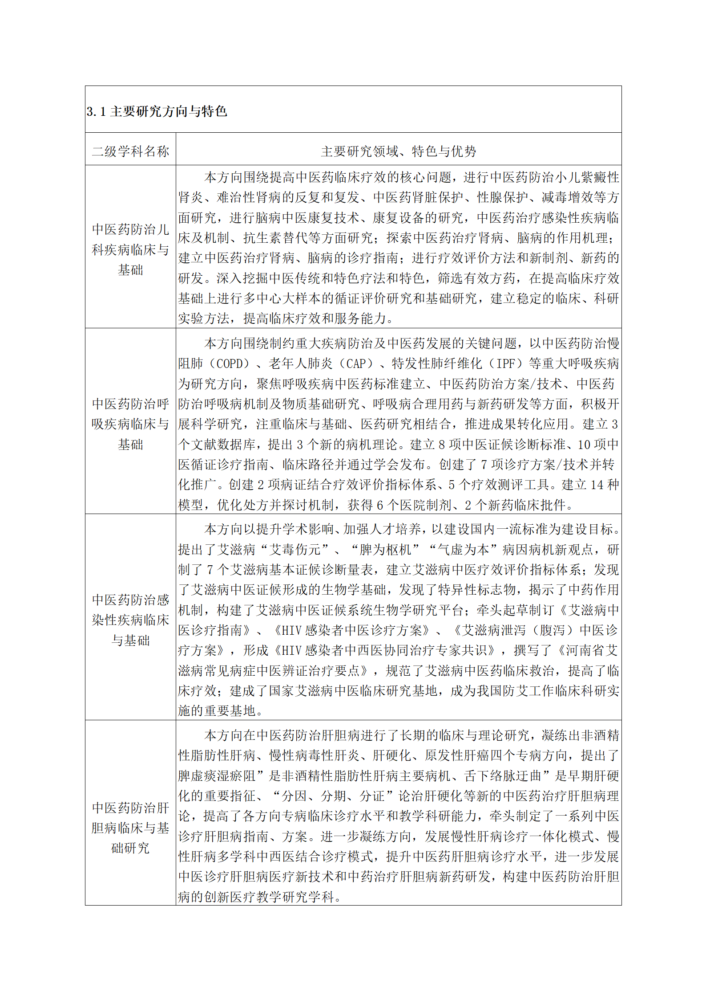 3.1 主要研究方向与特色
二级学科名称
主要研究领域、特色与优势
中医药防治儿
科疾病临床与
基础
本方向围绕提高中医药临床疗效的核心问题，进行中医药防治小儿紫癜性
肾炎、难治性肾病的反复和复发、中医药肾脏保护、性腺保护、减毒增效等方
面研究，进行脑病中医康复技术、康复设备的研究，中医药治疗感染性疾病临
床及机制、抗生素替代等方面研究；探索中医药治疗肾病、脑病的作用机理；
建立中医药治疗肾病、脑病的诊疗指南；进行疗效评价方法和新制剂、新药的
研发。深入挖掘中医传统和特色疗法和特色，筛选有效方药，在提高临床疗效
基础上进行多中心大样本的循证评价研究和基础研究，建立稳定的临床、科研
实验方法，提高临床疗效和服务能力。
中医药防治呼
吸疾病临床与
基础
本方向围绕制约重大疾病防治及中医药发展的关键问题，以中医药防治慢
阻肺（COPD）、老年人肺炎（CAP）、特发性肺纤维化（IPF）等重大呼吸疾病
为研究方向，聚焦呼吸疾病中医药标准建立、中医药防治方案/技术、中医药
防治呼吸病机制及物质基础研究、呼吸病合理用药与新药研发等方面，积极开
展科学研究，注重临床与基础、医药研究相结合，推进成果转化应用。建立 3
个文献数据库，提出 3 个新的病机理论。建立 8 项中医证候诊断标准、10 项中
医循证诊疗指南、临床路径并通过学会发布。创建了 7 项诊疗方案/技术并转
化推广。创建 2 项病证结合疗效评价指标体系、5 个疗效测评工具。建立 14 种
模型，优化处方并探讨机制，获得 6 个医院制剂、2 个新药临床批件。
中医药防治感
染性疾病临床
与基础
本方向以提升学术影响、加强人才培养，以建设国内一流标准为建设目标。
提出了艾滋病“艾毒伤元”、“脾为枢机”“气虚为本”病因病机新观点，研
制了 7 个艾滋病基本证候诊断量表，建立艾滋病中医疗效评价指标体系；发现
了艾滋病中医证候形成的生物学基础，发现了特异性标志物，揭示了中药作用
机制，构建了艾滋病中医证候系统生物学研究平台；牵头起草制订《艾滋病中
医诊疗指南》、《HIV 感染者中医诊疗方案》、《艾滋病泄泻（腹泻）中医诊
疗方案》，形成《HIV 感染者中西医协同治疗专家共识》，撰写了《河南省艾
滋病常见病症中医辨证治疗要点》，规范了艾滋病中医药临床救治，提高了临
床疗效；建成了国家艾滋病中医临床研究基地，成为我国防艾工作临床科研实
施的重要基地。
中医药防治肝
胆病临床与基
础研究
本方向在中医药防治肝胆病进行了长期的临床与理论研究，凝练出非酒精
性脂肪性肝病、慢性病毒性肝炎、肝硬化、原发性肝癌四个专病方向，提出了
脾虚痰湿瘀阻”是非酒精性脂肪性肝病主要病机、舌下络脉迂曲”是早期肝硬
化的重要指征、“分因、分期、分证”论治肝硬化等新的中医药治疗肝胆病理
论，提高了各方向专病临床诊疗水平和教学科研能力，牵头制定了一系列中医
诊疗肝胆病指南、方案。进一步凝练方向，发展慢性肝病诊疗一体化模式、慢
性肝病多学科中西医结合诊疗模式，提升中医药肝胆病诊疗水平，进一步发展
中医诊疗肝胆病医疗新技术和中药治疗肝胆病新药研发，构建中医药防治肝胆
病的创新医疗教学研究学科。